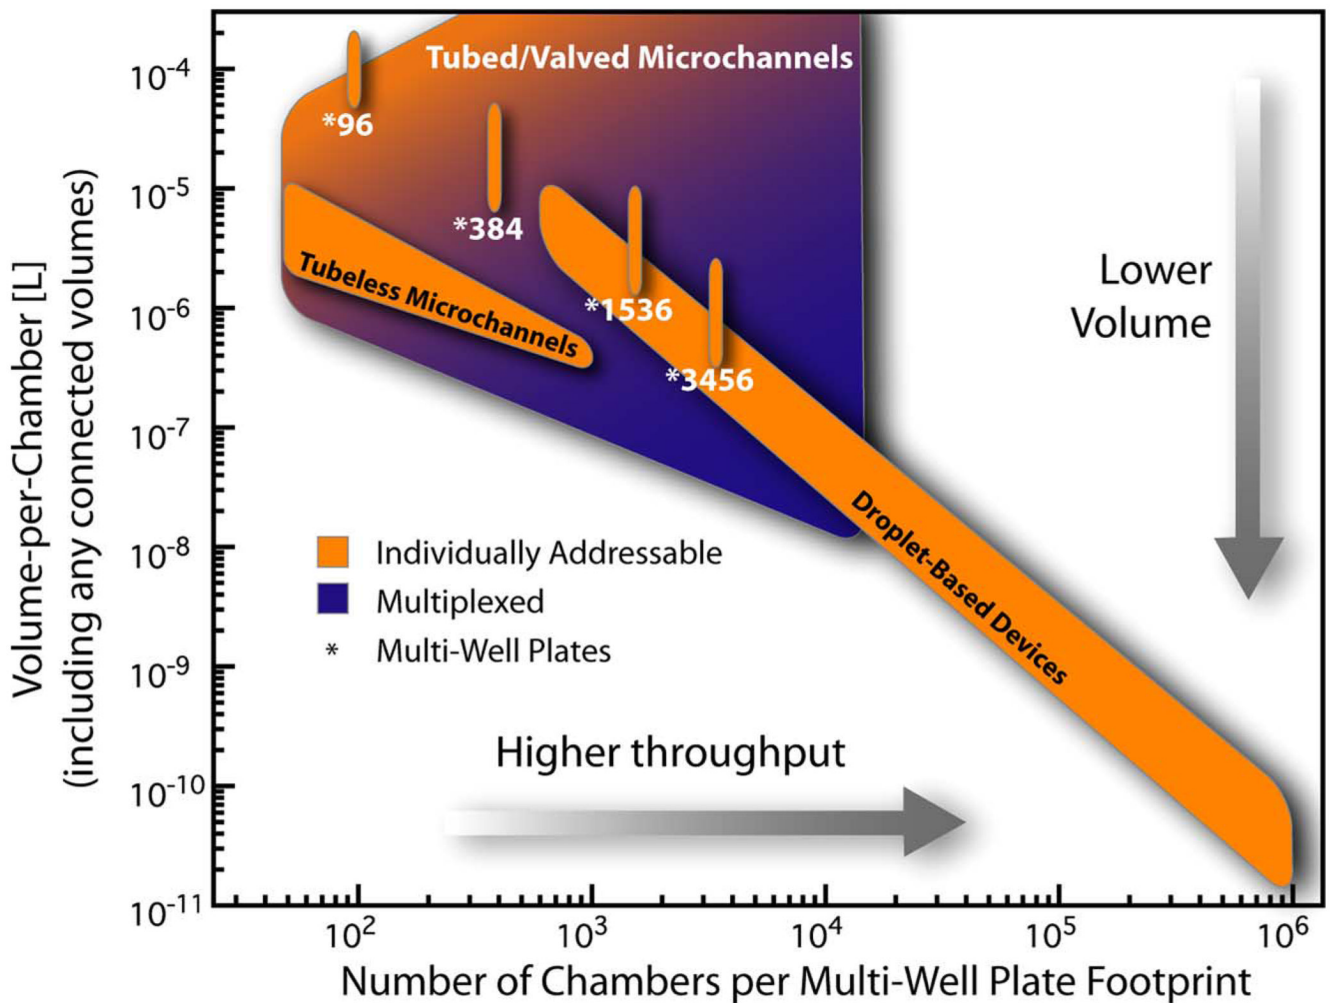 Volume-per-Chamber [L]
(including any connected volumes)
10-4
10-5
10-6
10-7
10-8
10-9
10-10
10-11
Tubed/Valved Microchannels
*96
*384
*1536
*3456
Tubeless Microchannels
Droplet-Based Devices
Lower
Volume
Individually Addressable
Multiplexed
* Multi-Well Plates
Higher throughput
102 103 104 105 106
Number of Chambers per Multi-Well Plate Footprint